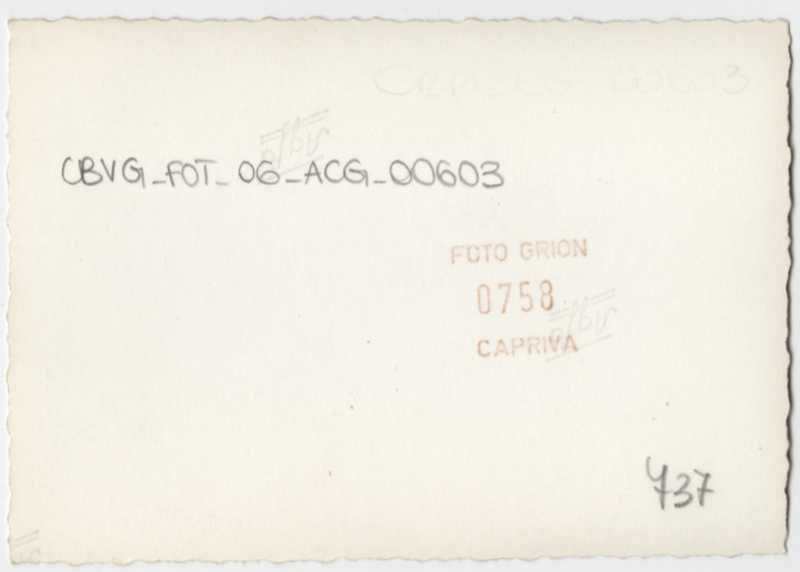 CBVG_FOT_06_ACG_00603
FOTO GRION
0758
CAPRIVA
737